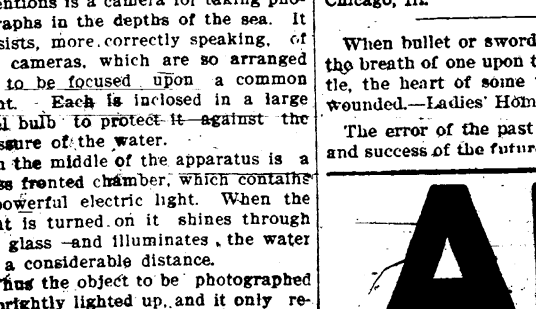 entions is a camera for taking pho-
raphs in the depths of the sea. It
sists, more correctly speaking, of
cameras, which are so arranged
to be focused upon a common
nt. Each is inclosed in a large
l bulb to protect it against the
ssure of the water.
n the middle of the apparatus is a
ss fronted chamber, which contains
powerful electric light. When the
ht is turned on it shines through
glass and illuminates the water
a considerable distance.
Thus the object to be photographed
brightly lighted up, and it only re-
Chicago, Ill.
When bullet or sword
the breath of one upon t
tle, the heart of some
wounded.—Ladies' Hom
The error of the past
and success of the futur
A